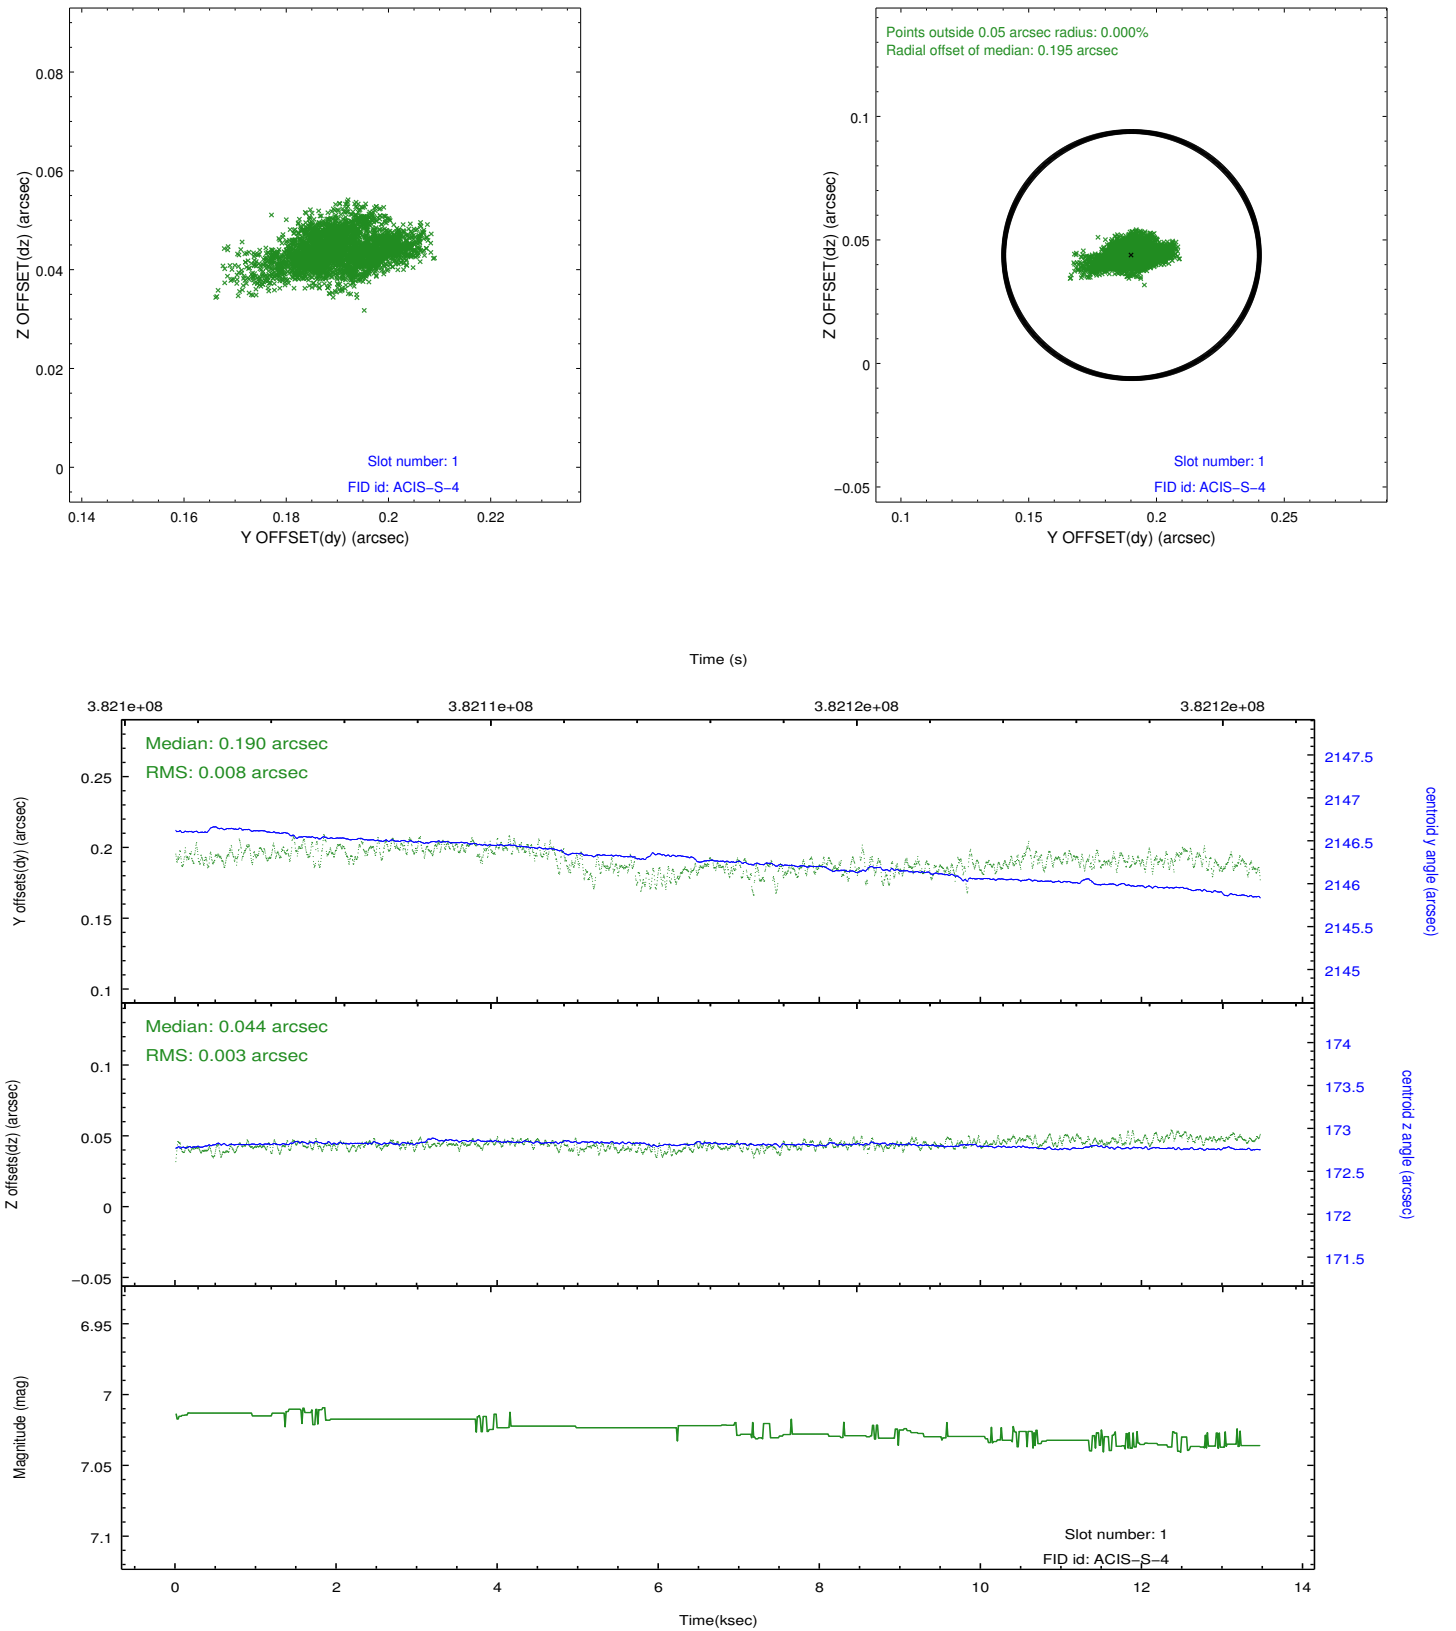 0.08
0.06
0.04
0.02
0
Z OFFSET(dz) (arcsec)
Slot number: 1
FID id: ACIS−S−4
0.14 0.16 0.18 0.2 0.22
Y OFFSET(dy) (arcsec)
Points outside 0.05 arcsec radius: 0.000%
Radial offset of median: 0.195 arcsec
0.1
0.05
0
−0.05
Z OFFSET(dz) (arcsec)
Slot number: 1
FID id: ACIS−S−4
0.1 0.15 0.2 0.25
Y OFFSET(dy) (arcsec)
Time (s)
3.821e+08 3.8211e+08 3.8212e+08 3.8212e+08
Median: 0.190 arcsec
RMS: 0.008 arcsec
0.25
0.2
0.15
0.1
Y offsets(dy) (arcsec)
2147.5
2147
2146.5
2146
2145.5
2145
centroid y angle (arcsec)
Median: 0.044 arcsec
RMS: 0.003 arcsec
0.1
0.05
0
−0.05
Z offsets(dz) (arcsec)
174
173.5
173
172.5
172
171.5
centroid z angle (arcsec)
6.95
7
7.05
7.1
Magnitude (mag)
Slot number: 1
FID id: ACIS−S−4
0 2 4 6 8 10 12 14
Time(ksec)